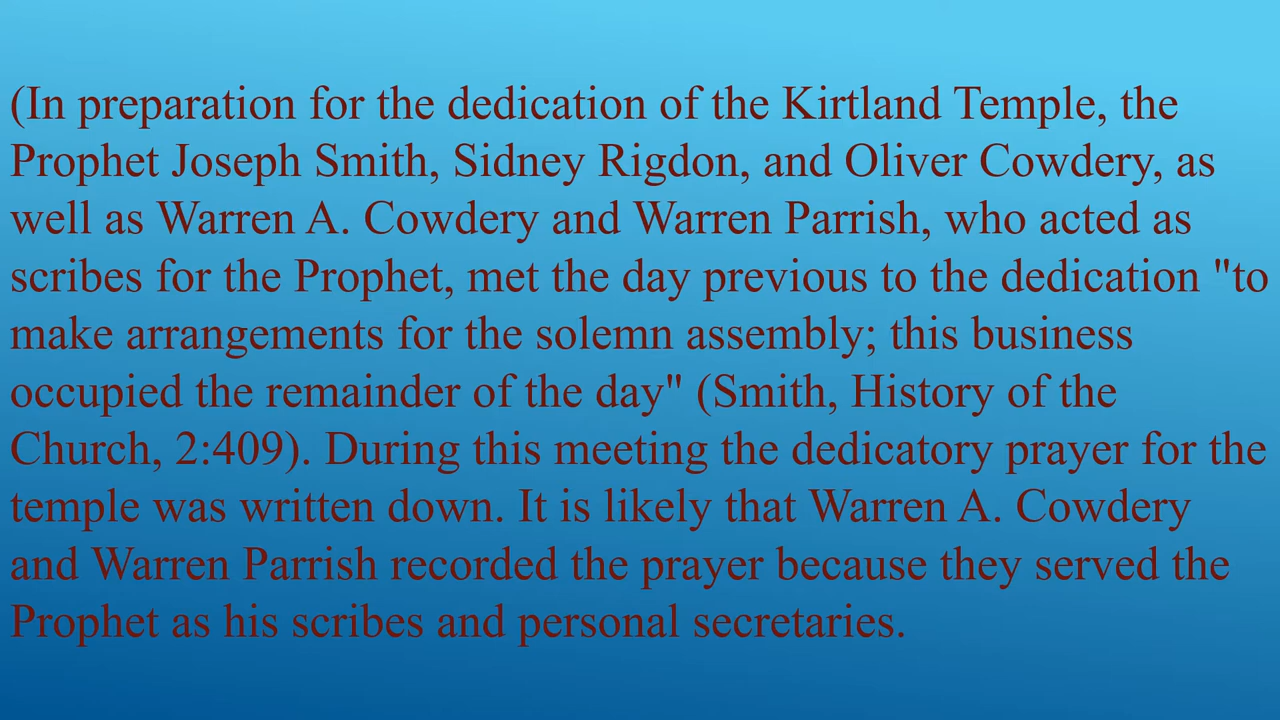 (In preparation for the dedication of the Kirtland Temple, the
Prophet Joseph Smith, Sidney Rigdon, and Oliver Cowdery, as
well as Warren A. Cowdery and Warren Parrish, who acted as
scribes for the Prophet, met the day previous to the dedication "to
make arrangements for the solemn assembly; this business
occupied the remainder of the day" (Smith, History of the
Church, 2:409). During this meeting the dedicatory prayer for the
temple was written down. It is likely that Warren A. Cowdery
and Warren Parrish recorded the prayer because they served the
Prophet as his scribes and personal secretaries.